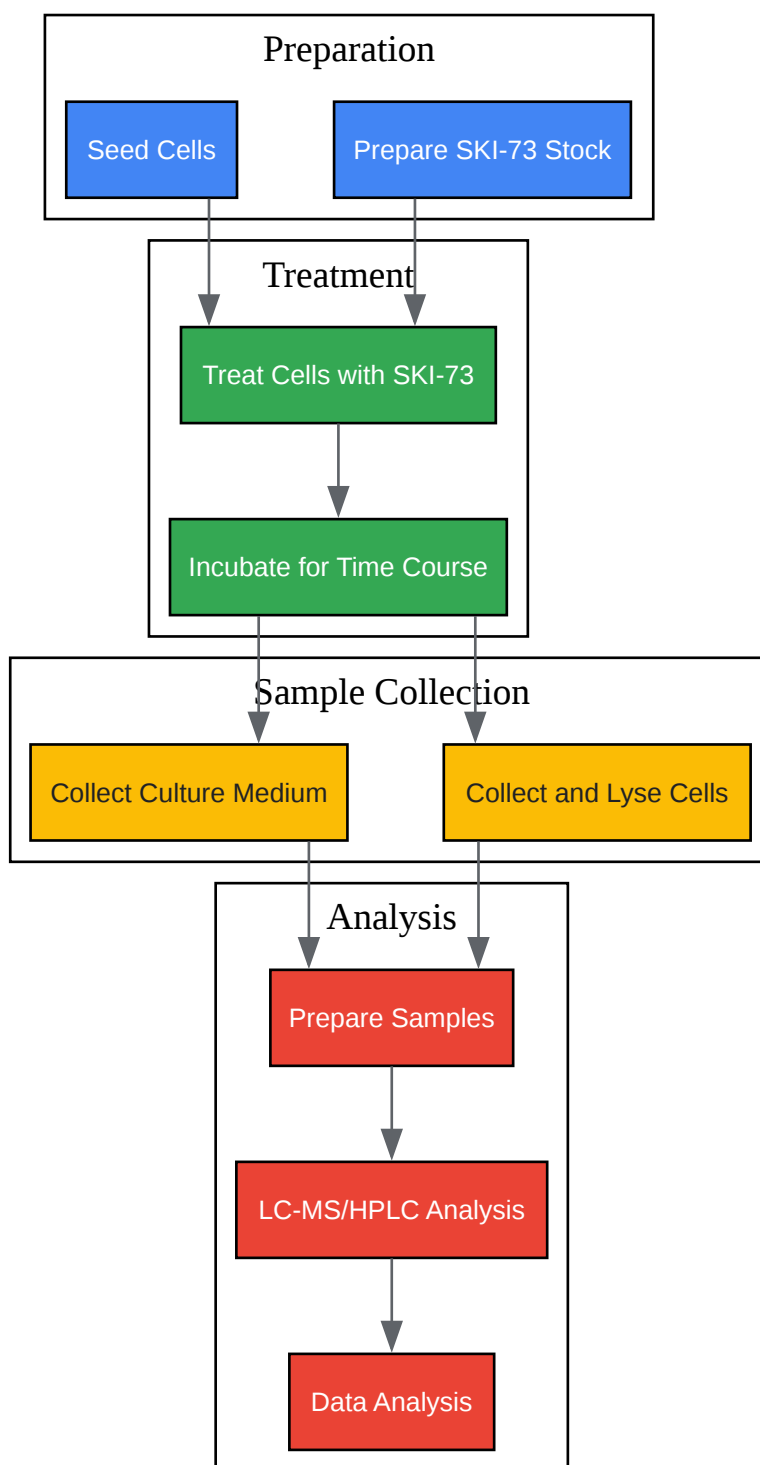 Preparation
Seed Cells
Prepare SKI-73 Stock
Treatment
Treat Cells with SKI-73
Incubate for Time Course
Sample Collection
Collect Culture Medium
Collect and Lyse Cells
Analysis
Prepare Samples
LC-MS/HPLC Analysis
Data Analysis